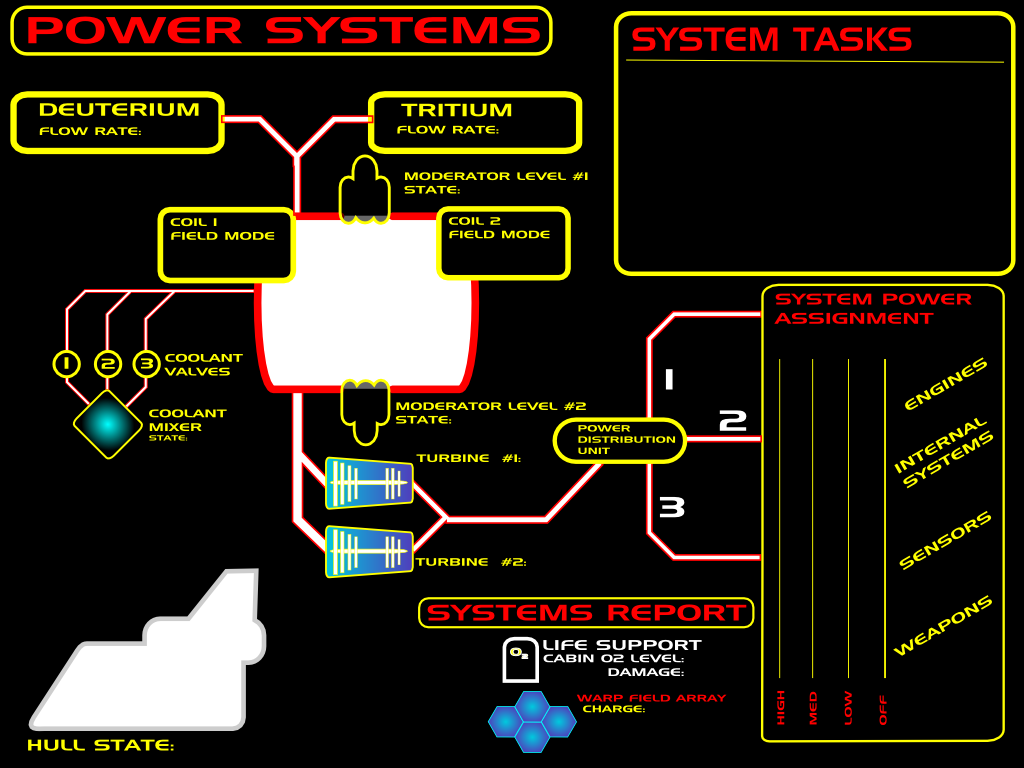 POWER SYSTEMS
SYSTEM TASKS
DEUTERIUM
FLOW RATE:
TRITIUM
FLOW RATE:
MODERATOR LEVEL #1
STATE:
COIL 1
FIELD MODE
COIL 2
FIELD MODE
SYSTEM POWER
ASSIGNMENT
1
2
3
COOLANT
VALVES
COOLANT
MIXER
STATE:
MODERATOR LEVEL #2
STATE:
POWER
DISTRIBUTION
UNIT
1
2
3
TURBINE #1:
TURBINE #2:
ENGINES
INTERNAL
SYSTEMS
SENSORS
WEAPONS
HIGH
MED
LOW
OFF
SYSTEMS REPORT
O2
LIFE SUPPORT
CABIN O2 LEVEL:
DAMAGE:
WARP FIELD ARRAY
CHARGE:
HULL STATE: